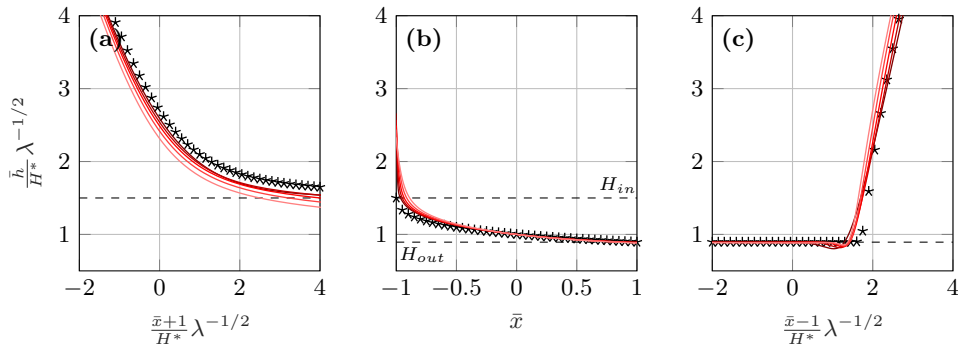 (a)
4
3
2
1
−2
0
2
4
h̄/H* λ^{−1/2}
x̄+1/H* λ^{−1/2}
(b)
4
3
2
1
−1
−0.5
0
0.5
1
H_{in}
H_{out}
x̄
(c)
4
3
2
1
−2
0
2
4
x̄−1/H* λ^{−1/2}